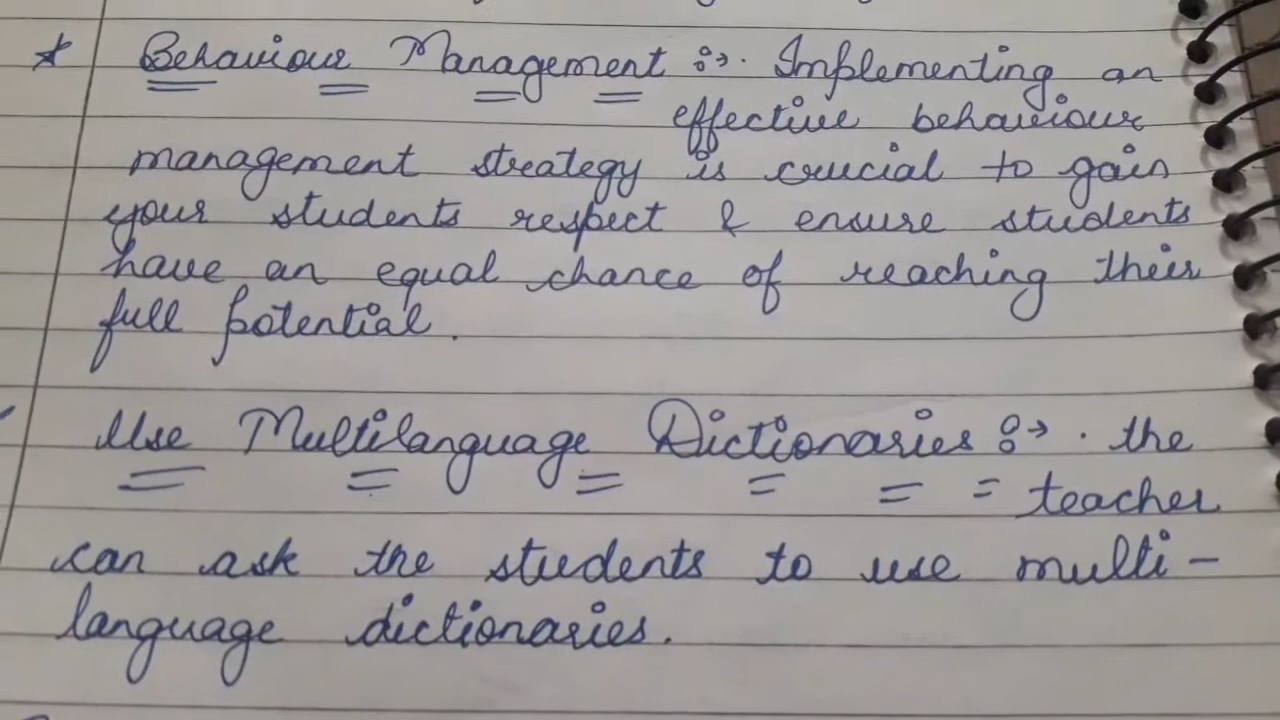 * Behaviour Management :→. Implementing an
effective behaviour
management strategy is crucial to gain
your students respect & ensure students
have an equal chance of reaching their
full potential.
Use Multilanguage Dictionaries :→. the
teacher
can ask the students to use multi-
language dictionaries.